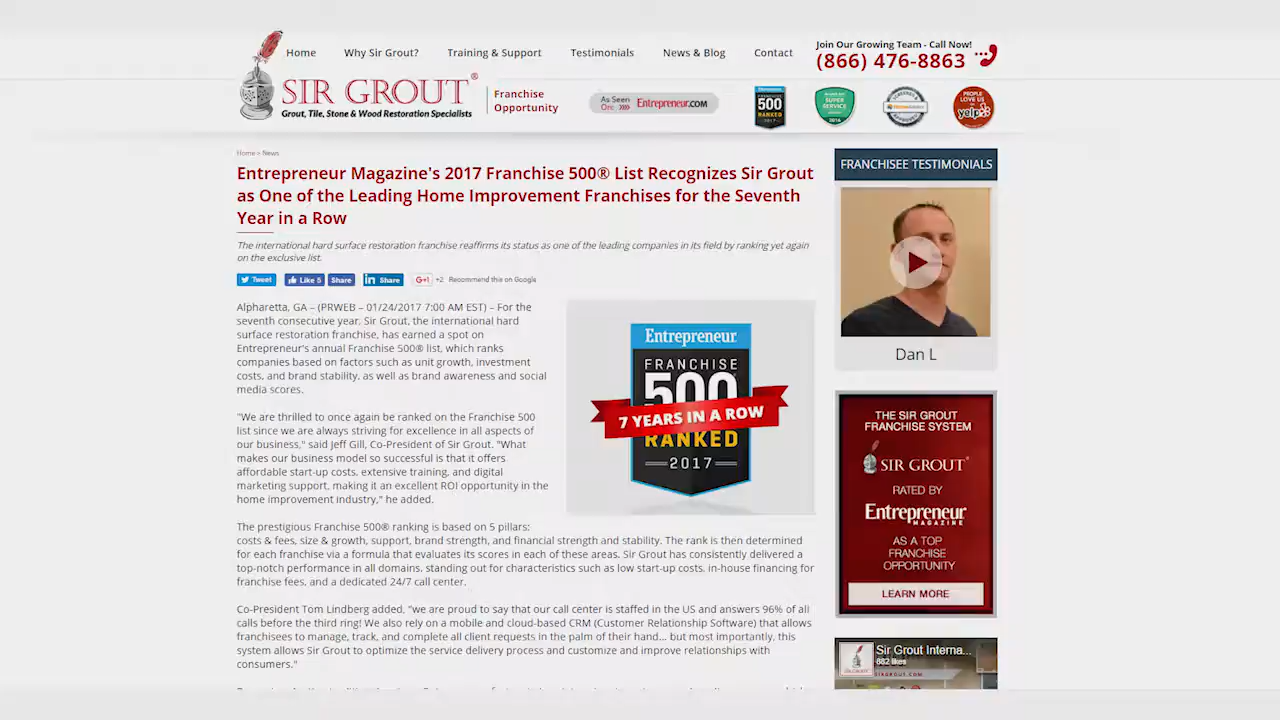 Home Why Sir Grout? Training & Support Testimonials News & Blog Contact
Join Our Growing Team - Call Now!
(866) 476-8863
SIR GROUT®
Grout, Tile, Stone & Wood Restoration Specialists
Franchise
Opportunity
As Seen
On: Entrepreneur.COM
500
RANKED
2017
SUPER
SERVICE
PEOPLE
LOVE US
yelp
Home > News
Entrepreneur Magazine's 2017 Franchise 500® List Recognizes Sir Grout
as One of the Leading Home Improvement Franchises for the Seventh
Year in a Row
The international hard surface restoration franchise reaffirms its status as one of the leading companies in its field by ranking yet again
on the exclusive list.
Tweet Like 5 Share Share G+1 +2 Recommend this on Google
Alpharetta, GA – (PRWEB – 01/24/2017 7:00 AM EST) – For the
seventh consecutive year, Sir Grout, the international hard
surface restoration franchise, has earned a spot on
Entrepreneur's annual Franchise 500® list, which ranks
companies based on factors such as unit growth, investment
costs, and brand stability, as well as brand awareness and social
media scores.
"We are thrilled to once again be ranked on the Franchise 500
list since we are always striving for excellence in all aspects of
our business," said Jeff Gill, Co-President of Sir Grout. "What
makes our business model so successful is that it offers
affordable start-up costs, extensive training, and digital
marketing support, making it an excellent ROI opportunity in the
home improvement industry," he added.
Entrepreneur
FRANCHISE
500
7 YEARS IN A ROW
RANKED
2017
The prestigious Franchise 500® ranking is based on 5 pillars:
costs & fees, size & growth, support, brand strength, and financial strength and stability. The rank is then determined
for each franchise via a formula that evaluates its scores in each of these areas. Sir Grout has consistently delivered a
top-notch performance in all domains, standing out for characteristics such as low start-up costs, in-house financing for
franchise fees, and a dedicated 24/7 call center.
Co-President Tom Lindberg added, "we are proud to say that our call center is staffed in the US and answers 96% of all
calls before the third ring! We also rely on a mobile and cloud-based CRM (Customer Relationship Software) that allows
franchisees to manage, track, and complete all client requests in the palm of their hand... but most importantly, this
system allows Sir Grout to optimize the service delivery process and customize and improve relationships with
consumers."
FRANCHISEE TESTIMONIALS
Dan L
THE SIR GROUT
FRANCHISE SYSTEM
SIR GROUT®
RATED BY
Entrepreneur
MAGAZINE
AS A TOP
FRANCHISE
OPPORTUNITY
LEARN MORE
Sir Grout Interna...
882 likes